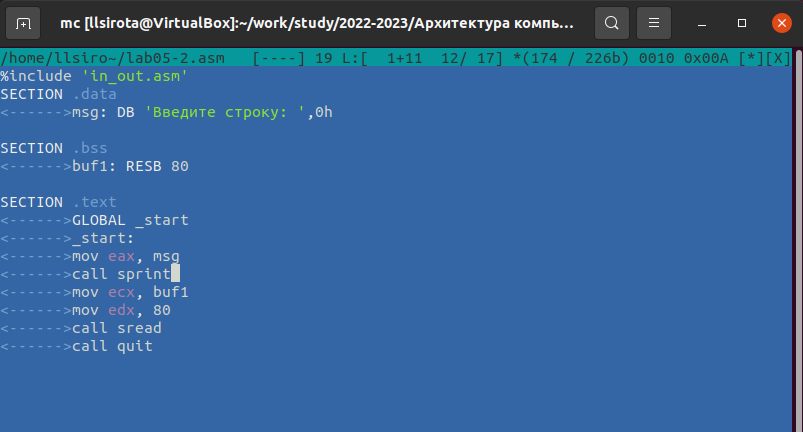 mc [llsirota@VirtualBox]:~/work/study/2022-2023/Архитектура компь...
/home/llsiro~/lab05-2.asm   [----] 19 L:[  1+11  12/ 17] *(174 / 226b) 0010 0x00A [*][X]
%include 'in_out.asm'
SECTION .data
<------>msg: DB 'Введите строку: ',0h
SECTION .bss
<------>buf1: RESB 80
SECTION .text
<------>GLOBAL _start
<------>_start:
<------>mov eax, msg
<------>call sprint
<------>mov ecx, buf1
<------>mov edx, 80
<------>call sread
<------>call quit